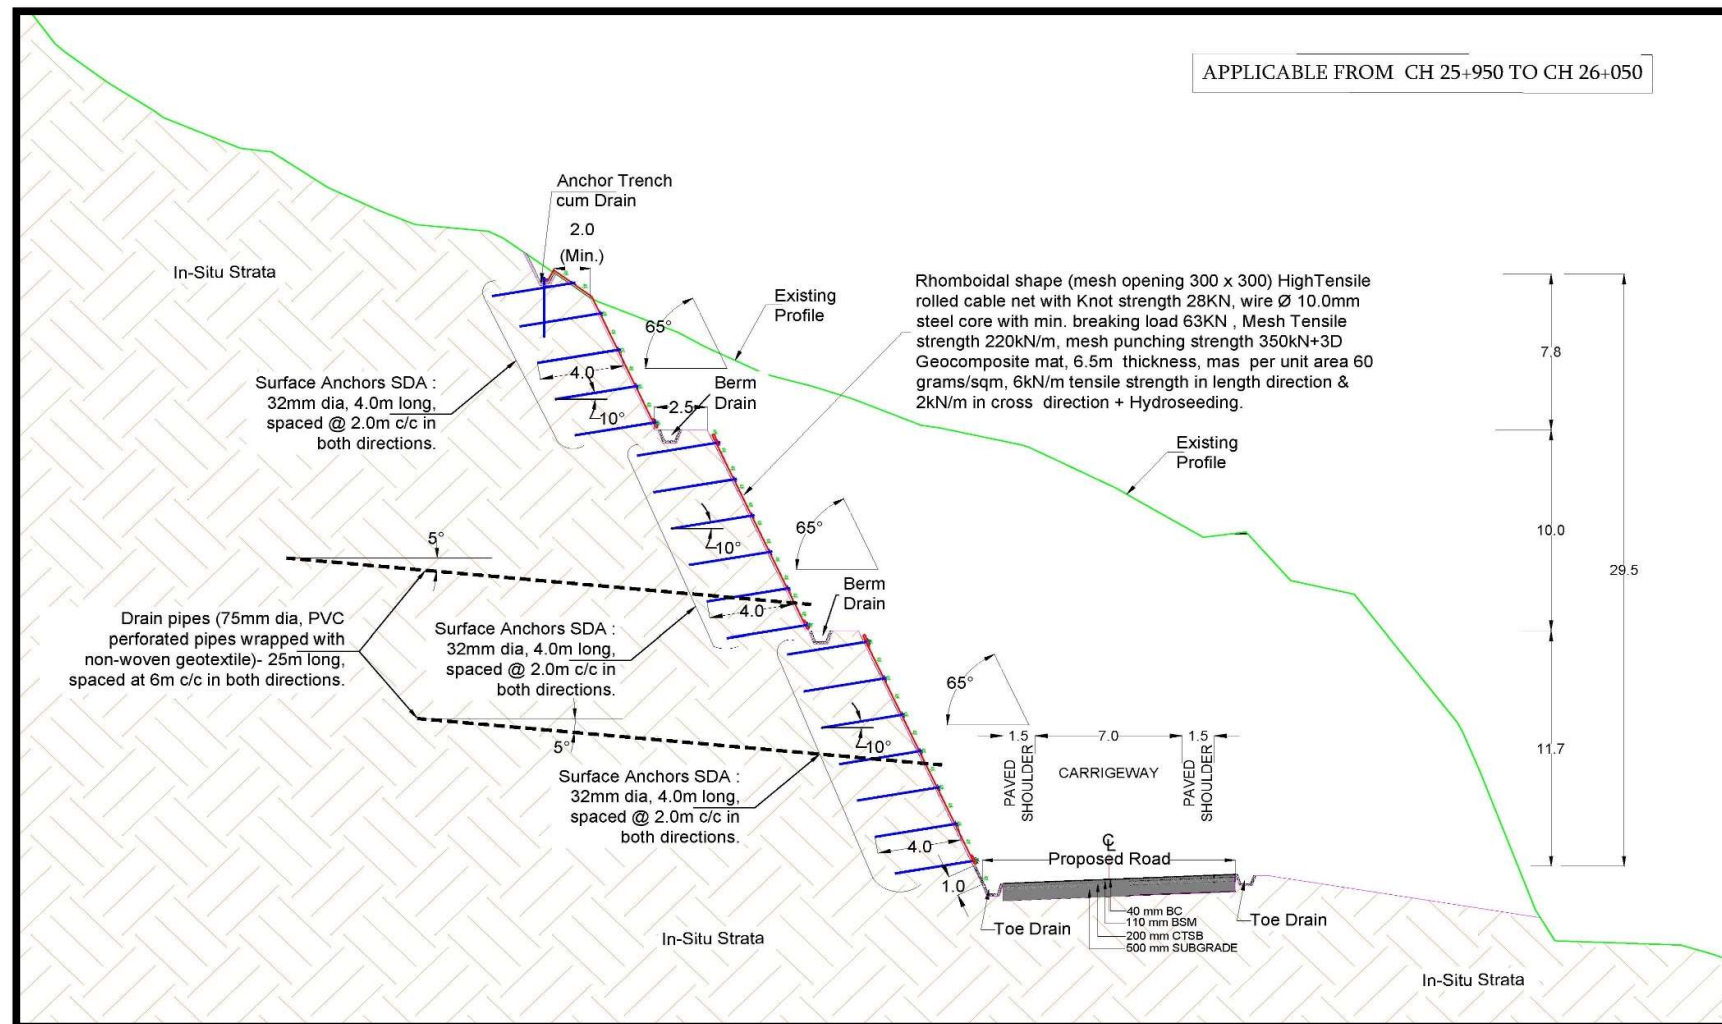 APPLICABLE FROM CH 25+950 TO CH 26+050
Anchor Trench
cum Drain
2.0
(Min.)
In-Situ Strata
Existing
Profile
65°
Rhomboidal shape (mesh opening 300 x 300) HighTensile
rolled cable net with Knot strength 28KN, wire Ø 10.0mm
steel core with min. breaking load 63KN , Mesh Tensile
strength 220kN/m, mesh punching strength 350kN+3D
Geocomposite mat, 6.5m thickness, mas per unit area 60
grams/sqm, 6kN/m tensile strength in length direction &
2kN/m in cross direction + Hydroseeding.
7.8
Surface Anchors SDA :
32mm dia, 4.0m long,
spaced @ 2.0m c/c in
both directions.
4.0
10°
Berm
Drain
2.5
Existing
Profile
65°
10°
10.0
5°
29.5
Berm
Drain
4.0
Drain pipes (75mm dia, PVC
perforated pipes wrapped with
non-woven geotextile)- 25m long,
spaced at 6m c/c in both directions.
Surface Anchors SDA :
32mm dia, 4.0m long,
spaced @ 2.0m c/c in
both directions.
65°
5°
10°
1.5
7.0
1.5
11.7
PAVED
SHOULDER
CARRIGEWAY
PAVED
SHOULDER
Surface Anchors SDA :
32mm dia, 4.0m long,
spaced @ 2.0m c/c in
both directions.
4.0
1.0
℄
Proposed Road
40 mm BC
110 mm BSM
200 mm CTSB
500 mm SUBGRADE
Toe Drain
Toe Drain
In-Situ Strata
In-Situ Strata